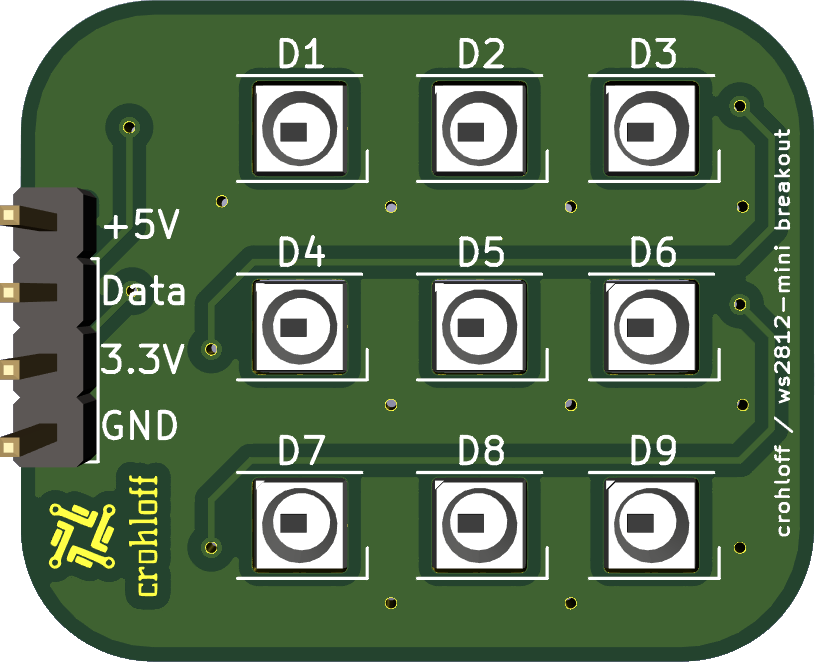 D1 D2 D3
+5V
Data
3.3V
GND
D4 D5 D6
D7 D8 D9
crohloff
crohloff / ws2812-mini breakout